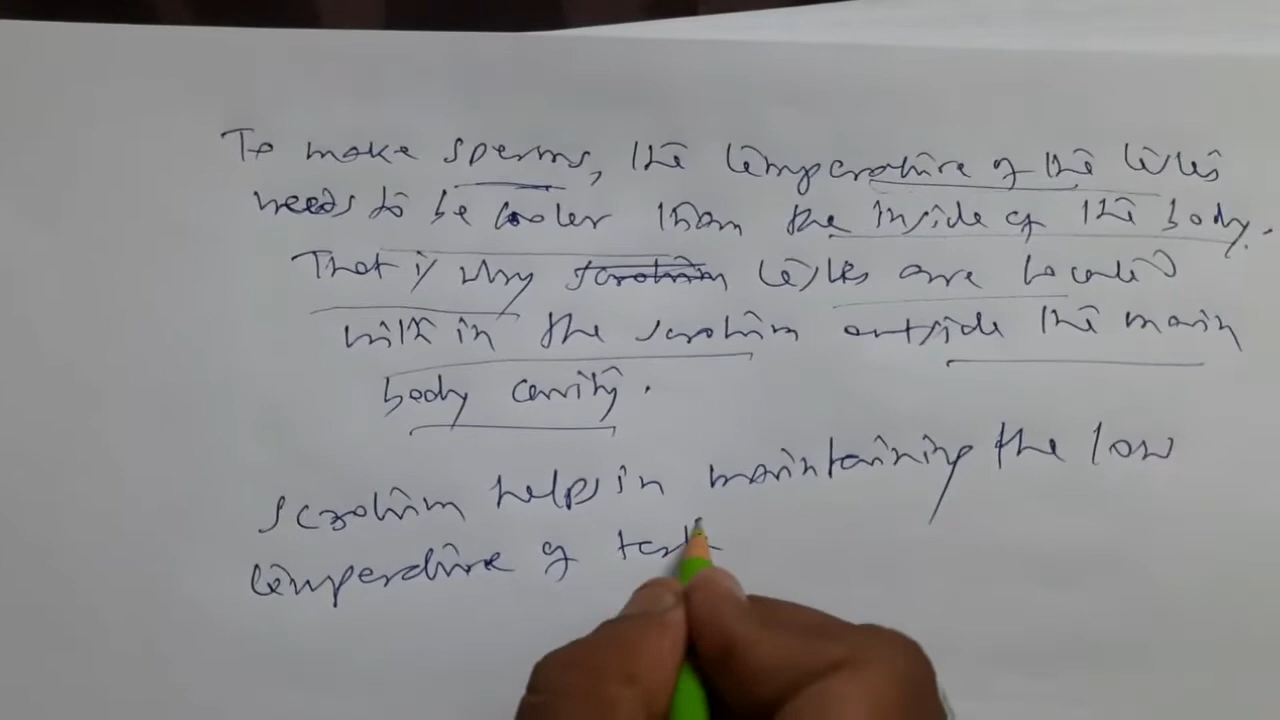 To make sperms, the temperature of the testes
needs to be cooler than the inside of the body.
That is why scrotum testes are located
with in the scrotum outside the main
body cavity.
scrotum helps in maintaining the low
temperature of test